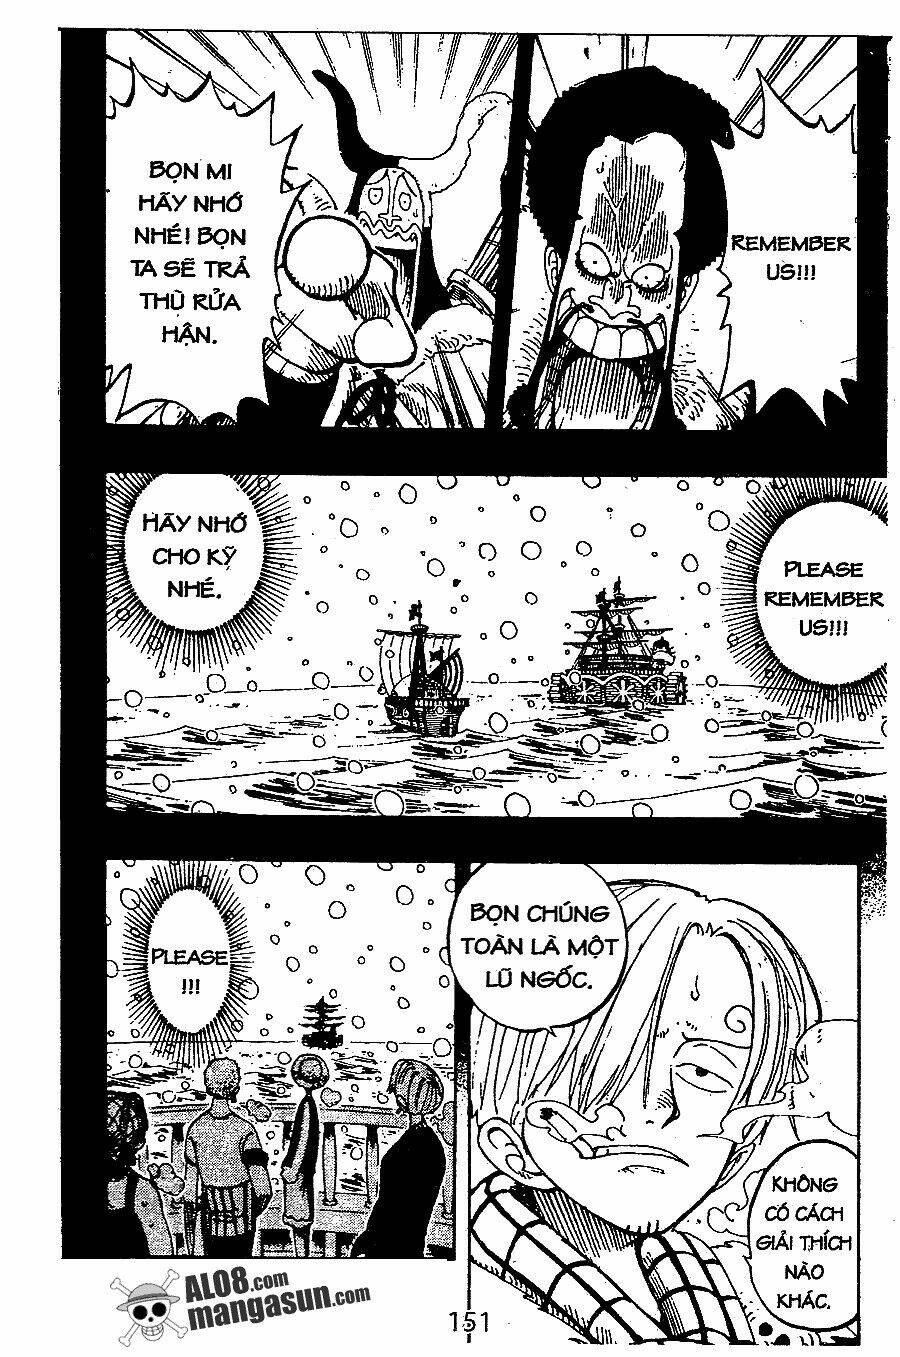 BỌN MI
HÃY NHỚ
NHÉ! BỌN
TA SẼ TRẢ
THÙ RỬA
HẬN.
REMEMBER
US!!!
HÃY NHỚ
CHO KỸ
NHÉ.
PLEASE
REMEMBER
US!!!
PLEASE
!!!
BỌN CHÚNG
TOÀN LÀ MỘT
LŨ NGỐC.
KHÔNG
CÓ CÁCH
GIẢI THÍCH
NÀO
KHÁC.
ALO8.com
mangasun.com
151